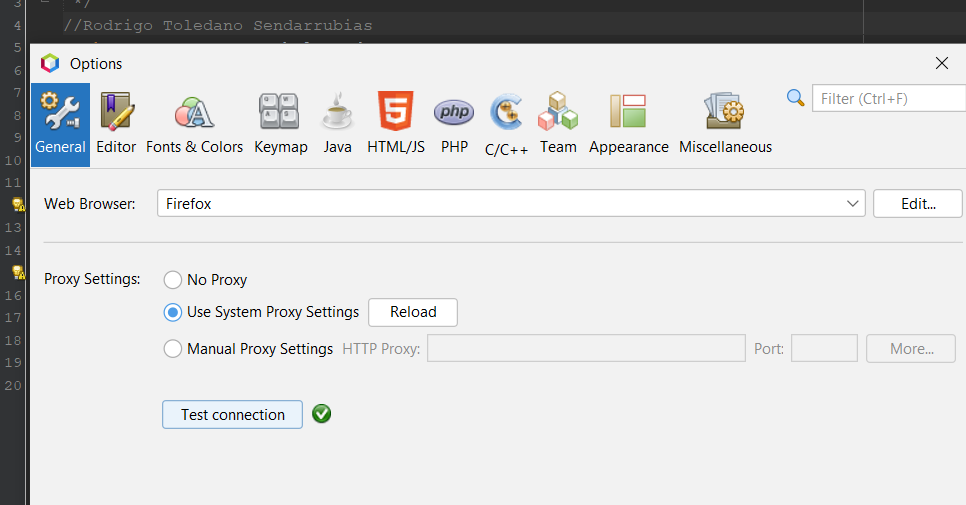 3 */
4 //Rodrigo Toledano Sendarrubias
5
Options
6
7
8
9
10
11
13
14
16
17
18
19
20
Filter (Ctrl+F)
General Editor Fonts & Colors Keymap Java HTML/JS PHP C/C++ Team Appearance Miscellaneous
Web Browser: Firefox Edit...
Proxy Settings: No Proxy
Use System Proxy Settings Reload
Manual Proxy Settings HTTP Proxy: Port: More...
Test connection